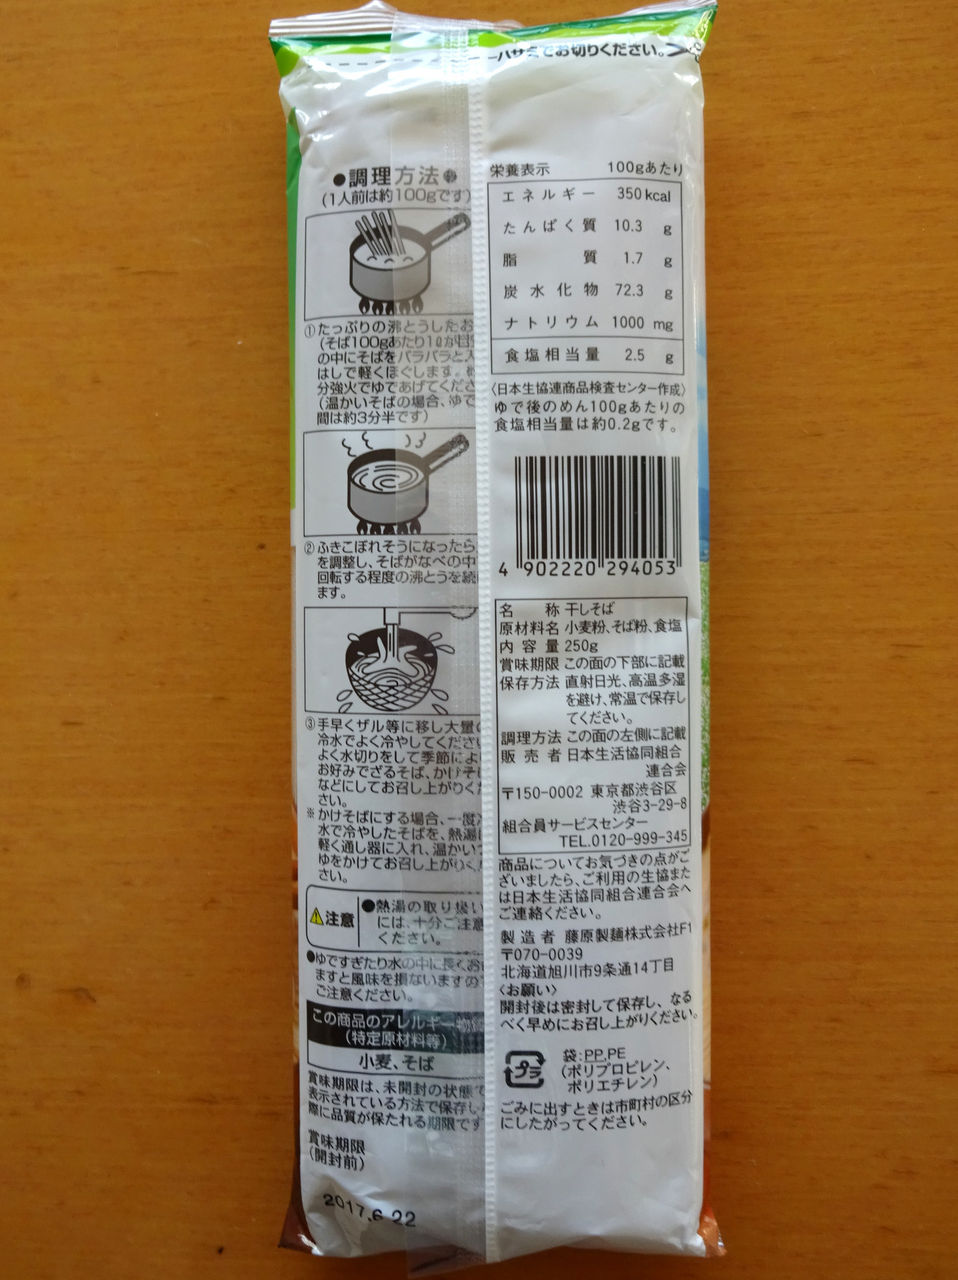 ハサミでお切りください。
●調理方法●
(1人前は約100gです)
①たっぷりの沸とうしたお
(そば100gあたり1ℓが目
の中にそばをパラパラと入
はしで軽くほぐします。
分強火でゆであげてくださ
(温かいそばの場合、ゆで
間は約3分半です)
②ふきこぼれそうになったら
を調整し、そばがなべの中
回転する程度の沸とうを続
ます。
③手早くザル等に移し大量の
冷水でよく冷やしてください
よく水切りをして季節によ
お好みでざるそば、かけそば
などにしてお召し上がりくだ
さい。
※かけそばにする場合、一度冷
水で冷やしたそばを、熱湯に
軽く通し器に入れ、温かいつ
ゆをかけてお召し上がりくだ
さい。
注意
●熱湯の取り扱い
には、十分ご注意
ください。
●ゆですぎたり水の中に長くお
ますと風味を損ないますので
ご注意ください。
この商品のアレルギー物質
(特定原材料等)
小麦、そば
賞味期限は、未開封の状態で
表示されている方法で保存し
際に品質が保たれる期限です
賞味期限
(開封前)
2017.6.22
栄養表示 100gあたり
エネルギー 350kcal
たんぱく質 10.3 g
脂質 1.7 g
炭水化物 72.3 g
ナトリウム 1000 mg
食塩相当量 2.5 g
〈日本生協連商品検査センター作成〉
ゆで後のめん100gあたりの
食塩相当量は約0.2gです。
4 902220 294053
名称 干しそば
原材料名 小麦粉、そば粉、食塩
内容量 250g
賞味期限 この面の下部に記載
保存方法 直射日光、高温多湿
を避け、常温で保存し
てください。
調理方法 この面の左側に記載
販売者 日本生活協同組合
連合会
〒150-0002 東京都渋谷区
渋谷3-29-8
組合員サービスセンター
TEL.0120-999-345
商品についてお気づきの点がご
ざいましたら、ご利用の生協また
は日本生活協同組合連合会へ
ご連絡ください。
製造者 藤原製麺株式会社F1
〒070-0039
北海道旭川市9条通14丁目
〈お願い〉
開封後は密封して保存し、なる
べく早めにお召し上がりください。
プラ
袋:PP,PE
(ポリプロピレン、
ポリエチレン)
ごみに出すときは市町村の区分
にしたがってください。